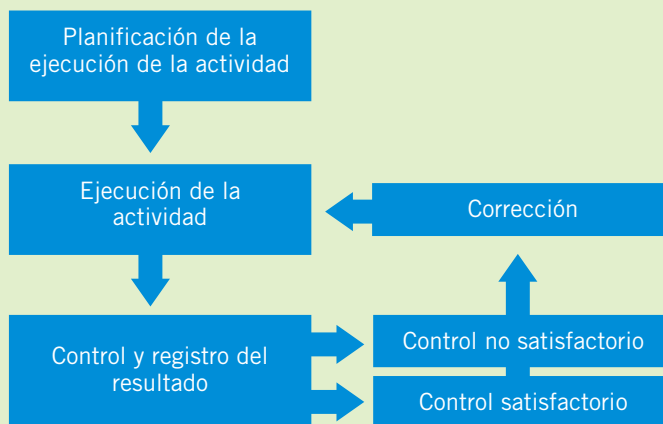 Planificación de la
ejecución de la actividad
Ejecución de la
actividad
Corrección
Control y registro del
resultado
Control no satisfactorio
Control satisfactorio